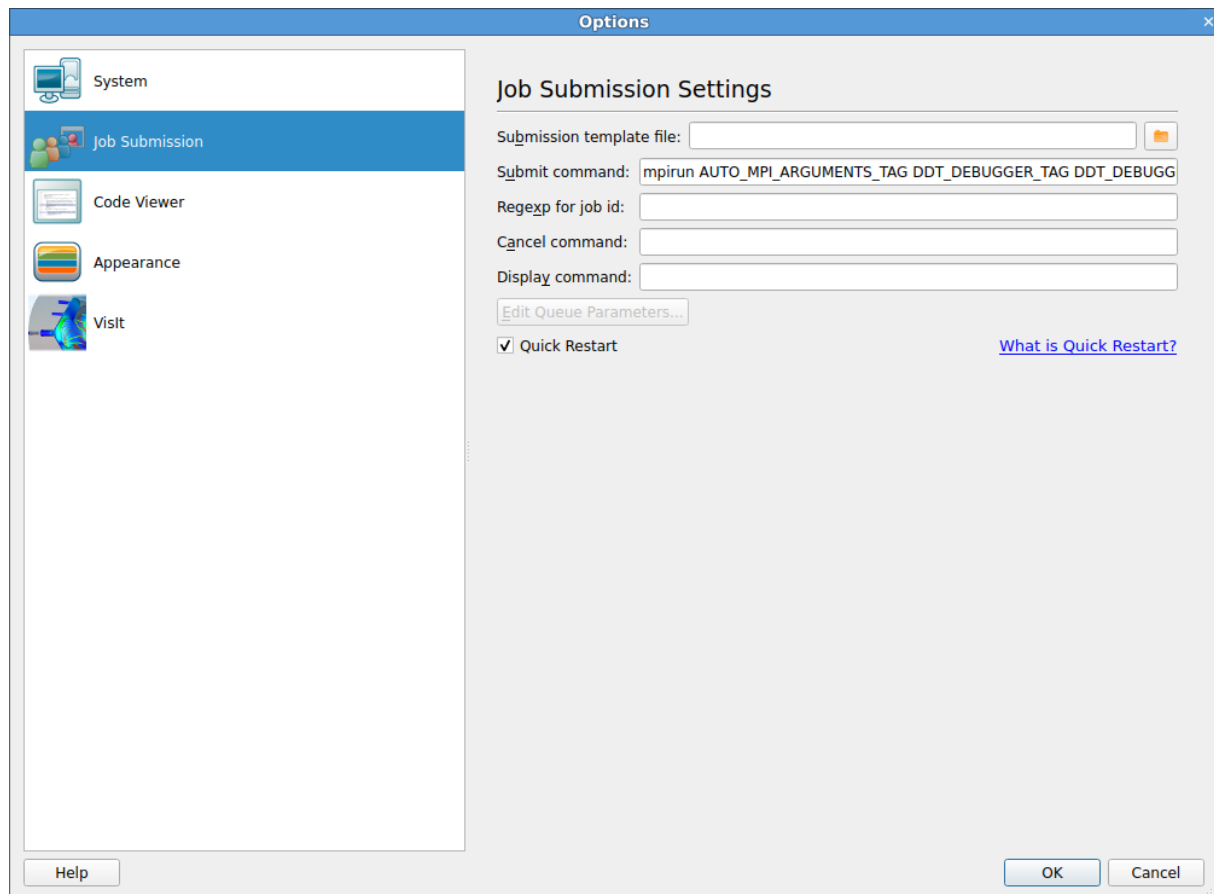 Options
System
Job Submission
Code Viewer
Appearance
VisIt
Job Submission Settings
Submission template file:
Submit command: mpirun AUTO_MPI_ARGUMENTS_TAG DDT_DEBUGGER_TAG DDT_DEBUGG
Regexp for job id:
Cancel command:
Display command:
Edit Queue Parameters...
Quick Restart What is Quick Restart?
Help OK Cancel